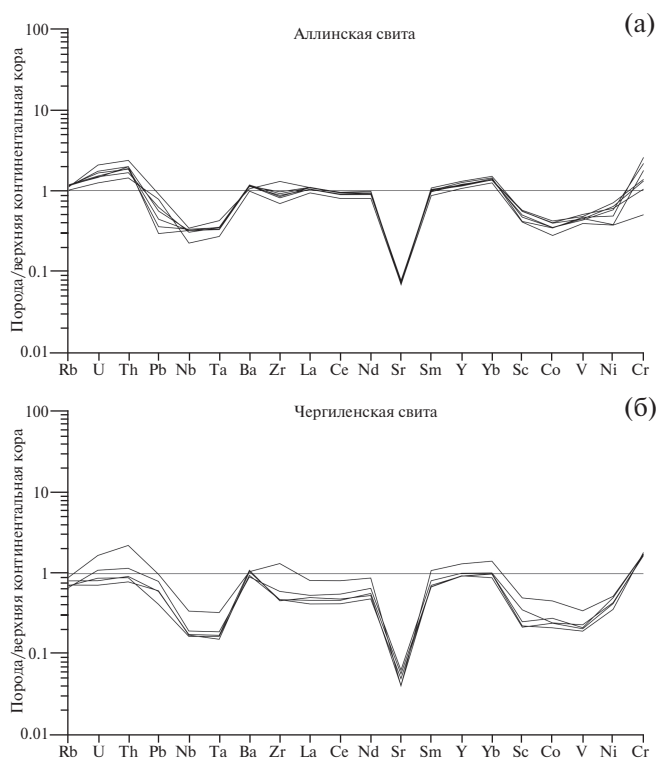 (а)
Аллинская свита
Порода/верхняя континентальная кора
100
10
1
0.1
0.01
Rb U Th Pb Nb Ta Ba Zr La Ce Nd Sr Sm Y Yb Sc Co V Ni Cr
(б)
Чергиленская свита
Порода/верхняя континентальная кора
100
10
1
0.1
0.01
Rb U Th Pb Nb Ta Ba Zr La Ce Nd Sr Sm Y Yb Sc Co V Ni Cr